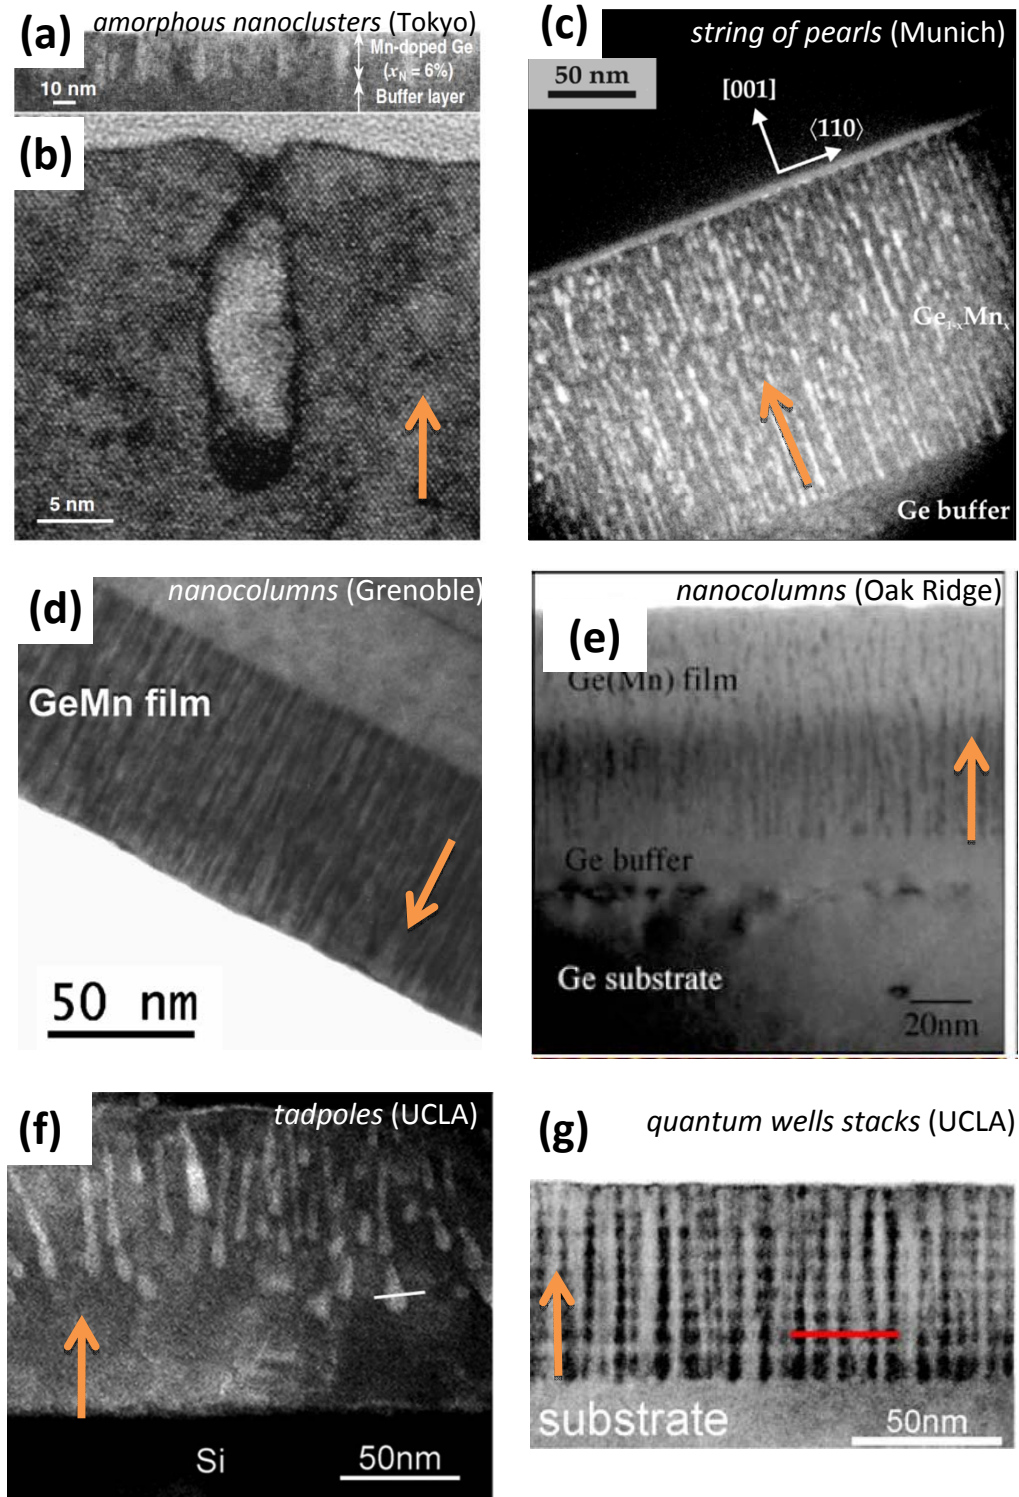 (a)
amorphous nanoclusters (Tokyo)
Mn-doped Ge
(xN = 6%)
10 nm
Buffer layer
(b)
5 nm
(c)
string of pearls (Munich)
50 nm
[001]
⟨110⟩
Ge1-xMnx
Ge buffer
(d)
nanocolumns (Grenoble)
GeMn film
50 nm
(e)
nanocolumns (Oak Ridge)
Ge(Mn) film
Ge buffer
Ge substrate
20nm
(f)
tadpoles (UCLA)
Si
50nm
(g)
quantum wells stacks (UCLA)
substrate
50nm